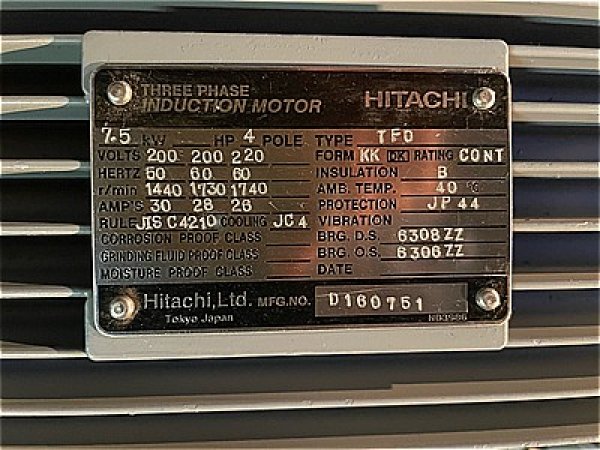 THREE PHASE
INDUCTION MOTOR HITACHI
7.5 kW HP 4 POLE TYPE TFO
VOLTS 200 200 220 FORM KK DK RATING CONT
HERTZ 50 60 60 INSULATION B
r/min 1440 1730 1740 AMB. TEMP. 40 °C
AMP'S 30 28 26 PROTECTION JP 44
RULE JIS C4210 COOLING JC 4 VIBRATION
CORROSION PROOF CLASS BRG. D.S. 6308ZZ
GRINDING FLUID PROOF CLASS BRG. O.S. 6306ZZ
MOISTURE PROOF CLASS DATE
Hitachi, Ltd. MFG.NO. D160751
Tokyo Japan